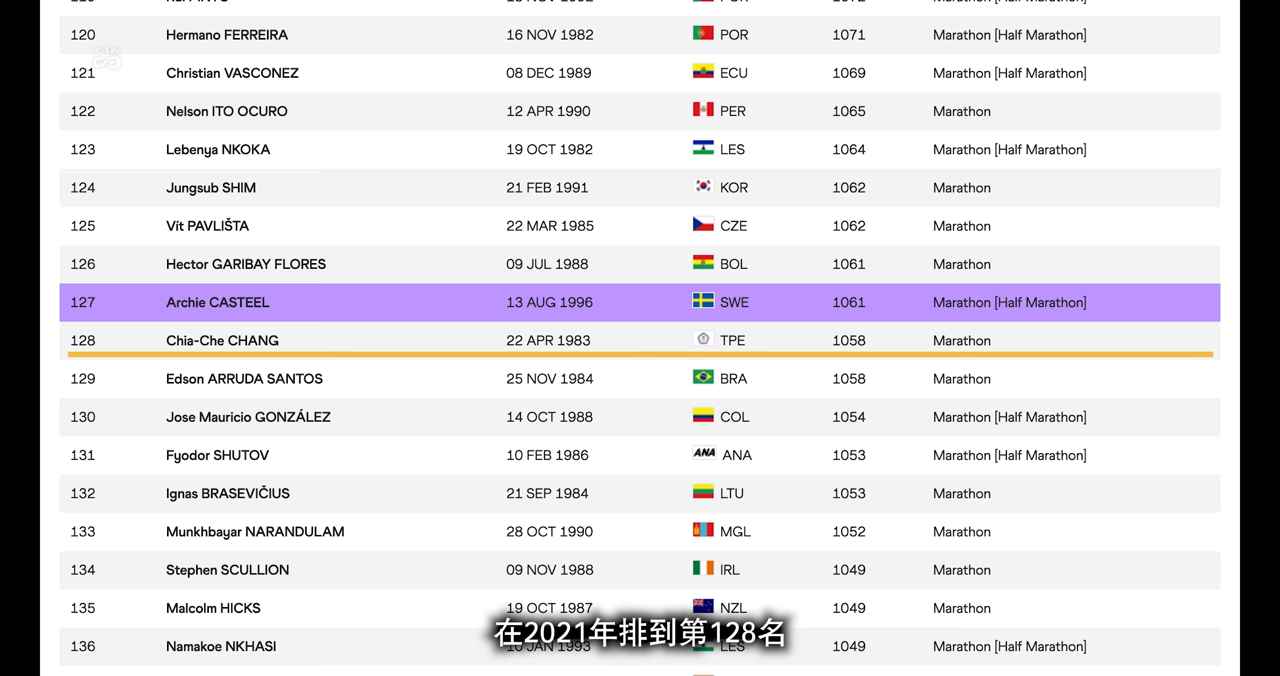 120 Hermano FERREIRA 16 NOV 1982 POR 1071 Marathon [Half Marathon]
121 Christian VASCONEZ 08 DEC 1989 ECU 1069 Marathon [Half Marathon]
122 Nelson ITO OCURO 12 APR 1990 PER 1065 Marathon
123 Lebenya NKOKA 19 OCT 1982 LES 1064 Marathon [Half Marathon]
124 Jungsub SHIM 21 FEB 1991 KOR 1062 Marathon
125 Vít PAVLIŠTA 22 MAR 1985 CZE 1062 Marathon
126 Hector GARIBAY FLORES 09 JUL 1988 BOL 1061 Marathon
127 Archie CASTEEL 13 AUG 1996 SWE 1061 Marathon [Half Marathon]
128 Chia-Che CHANG 22 APR 1983 TPE 1058 Marathon
129 Edson ARRUDA SANTOS 25 NOV 1984 BRA 1058 Marathon
130 Jose Mauricio GONZÁLEZ 14 OCT 1988 COL 1054 Marathon [Half Marathon]
131 Fyodor SHUTOV 10 FEB 1986 ANA ANA 1053 Marathon [Half Marathon]
132 Ignas BRASEVIČIUS 21 SEP 1984 LTU 1053 Marathon
133 Munkhbayar NARANDULAM 28 OCT 1990 MGL 1052 Marathon
134 Stephen SCULLION 09 NOV 1988 IRL 1049 Marathon
135 Malcolm HICKS 19 OCT 1987 NZL 1049 Marathon
在2021年排到第128名
136 Namakoe NKHASI 10 JAN 1993 LES 1049 Marathon [Half Marathon]